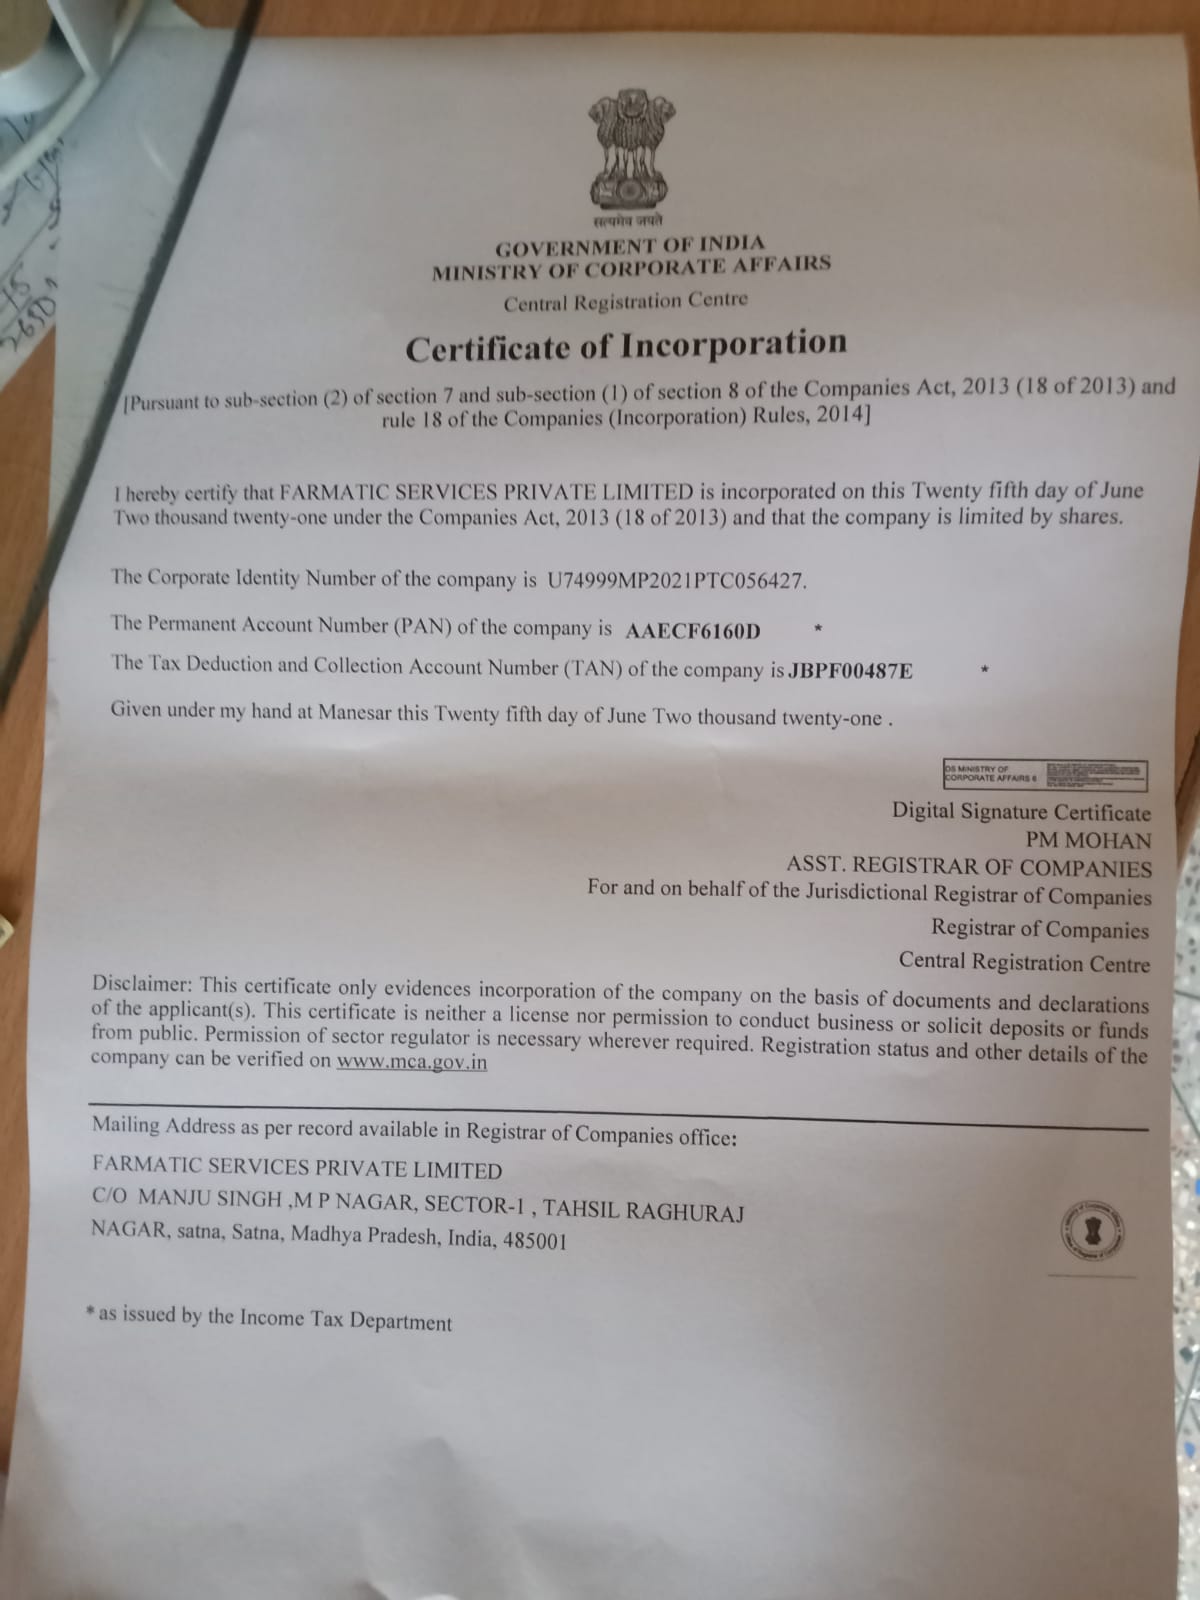 सत्यमेव जयते
GOVERNMENT OF INDIA
MINISTRY OF CORPORATE AFFAIRS
Central Registration Centre
Certificate of Incorporation
[Pursuant to sub-section (2) of section 7 and sub-section (1) of section 8 of the Companies Act, 2013 (18 of 2013) and
rule 18 of the Companies (Incorporation) Rules, 2014]
I hereby certify that FARMATIC SERVICES PRIVATE LIMITED is incorporated on this Twenty fifth day of June
Two thousand twenty-one under the Companies Act, 2013 (18 of 2013) and that the company is limited by shares.
The Corporate Identity Number of the company is U74999MP2021PTC056427.
The Permanent Account Number (PAN) of the company is AAECF6160D *
The Tax Deduction and Collection Account Number (TAN) of the company is JBPF00487E *
Given under my hand at Manesar this Twenty fifth day of June Two thousand twenty-one .
DS MINISTRY OF
CORPORATE AFFAIRS 6
Digital Signature Certificate
PM MOHAN
ASST. REGISTRAR OF COMPANIES
For and on behalf of the Jurisdictional Registrar of Companies
Registrar of Companies
Central Registration Centre
Disclaimer: This certificate only evidences incorporation of the company on the basis of documents and declarations
of the applicant(s). This certificate is neither a license nor permission to conduct business or solicit deposits or funds
from public. Permission of sector regulator is necessary wherever required. Registration status and other details of the
company can be verified on www.mca.gov.in
Mailing Address as per record available in Registrar of Companies office:
FARMATIC SERVICES PRIVATE LIMITED
C/O MANJU SINGH ,M P NAGAR, SECTOR-1 , TAHSIL RAGHURAJ
NAGAR, satna, Satna, Madhya Pradesh, India, 485001
* as issued by the Income Tax Department